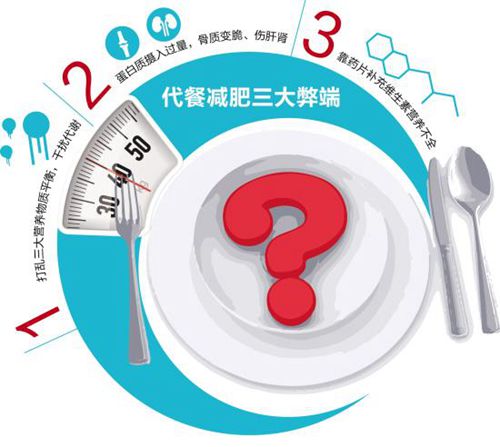 代餐减肥三大弊端
1
打乱三大营养物质平衡,干扰代谢
2
蛋白质摄入过量,骨质变脆、伤肝肾
3
靠药片补充维生素营养不全
30
40
50